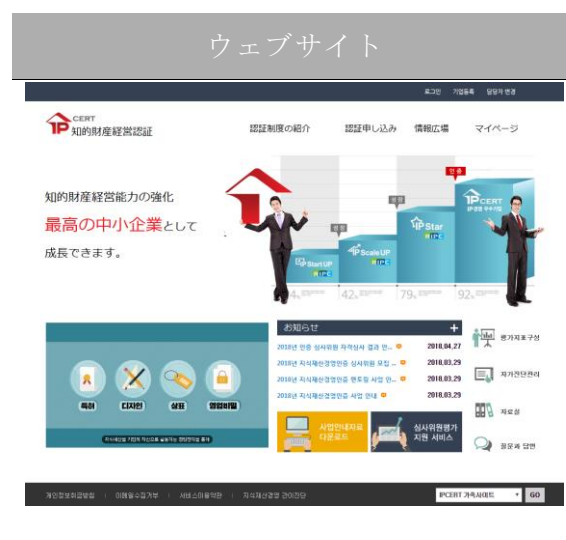 ウェブサイト
로그인 기업등록 담당자 변경
CERT
IP 知的財産経営認証
認証制度の紹介 認証申し込み 情報広場 マイページ
인증
知的財産経営能力の強化
最高の中小企業として
成長できます。
IP CERT
IP Star
IP Scale UP
IP Start UP
42%
79%
92%
お知らせ +
2018년 인증 심사위원 자격심사 결과 안... 2018.04.27
2018년 지식재산경영인증 심사위원 모집 ... 2018.03.29
2018년 지식재산경영인증 멘토링 사업 안... 2018.03.29
2018년 지식재산경영인증 사업 안내 2018.03.29
평가지표구성
자가진단관리
자료실
질문과 답변
특허 디자인 상표 영업비밀
사업안내자료
다운로드
심사위원평가
지원 서비스
개인정보취급방침 | 이메일수집거부 | 서비스이용약관 | 지식재산경영 간이진단
IPCERT 가족사이트 GO